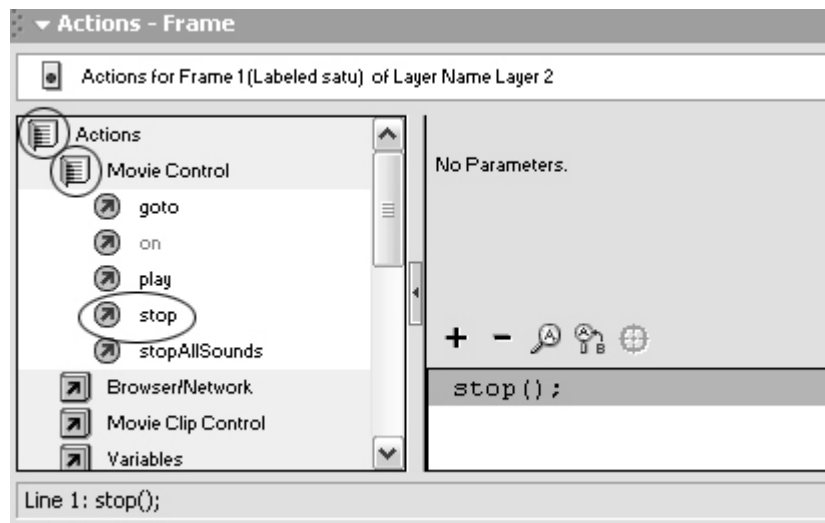 Actions - Frame
Actions for Frame 1(Labeled satu) of Layer Name Layer 2
Actions
Movie Control
goto
on
play
stop
stopAllSounds
Browser/Network
Movie Clip Control
Variables
No Parameters.
stop();
Line 1: stop();